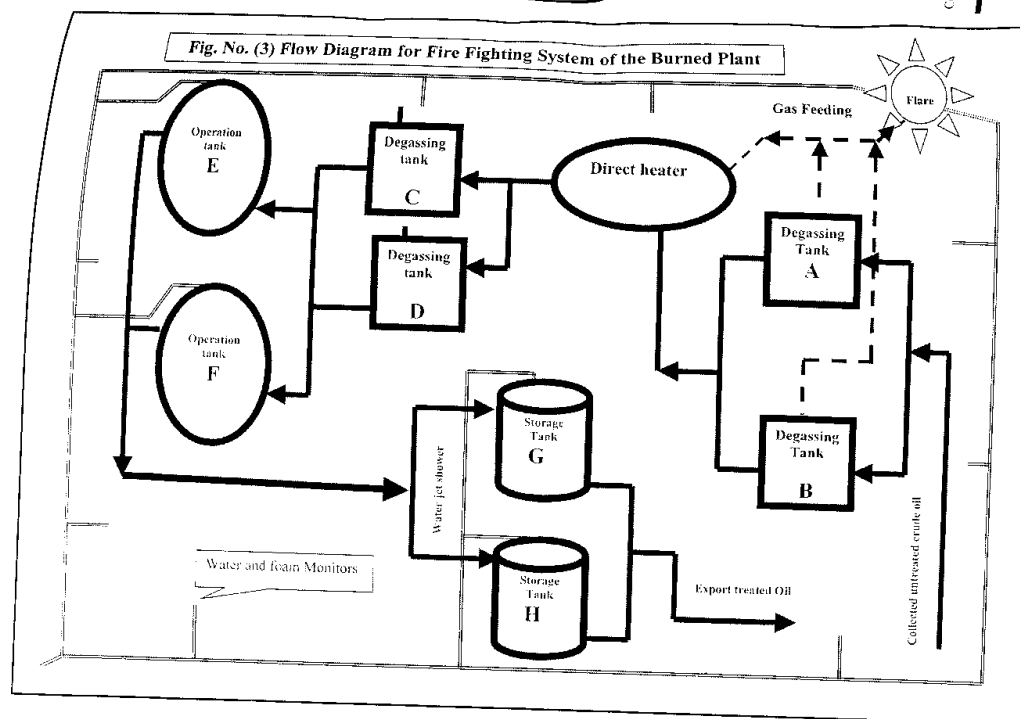 Fig. No. (3) Flow Diagram for Fire Fighting System of the Burned Plant
Flare
Gas Feeding
Operation
tank
E
Degassing
tank
C
Direct heater
Degassing
Tank
A
Degassing
tank
D
Operation
tank
F
Storage
Tank
G
Degassing
Tank
B
Water jet shower
Collected untreated crude oil
Water and foam Monitors
Storage
Tank
H
Export treated Oil